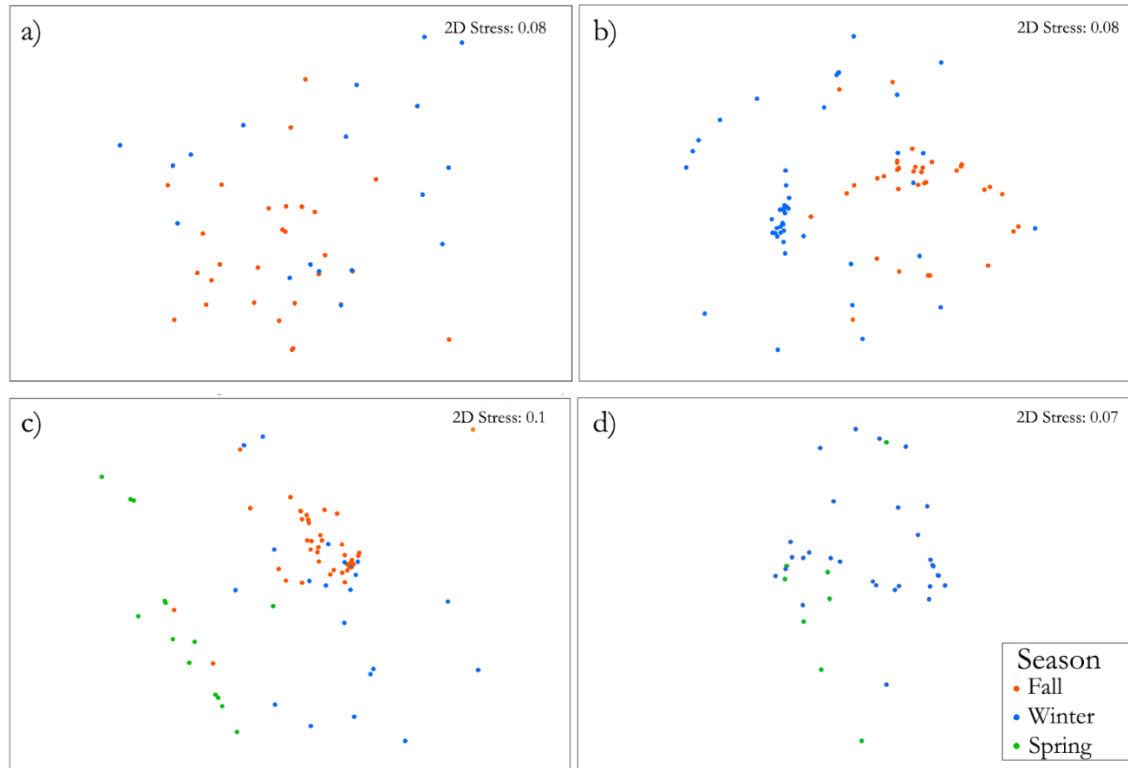 a)
2D Stress: 0.08
b)
2D Stress: 0.08
c)
2D Stress: 0.1
d)
2D Stress: 0.07
Season
Fall
Winter
Spring